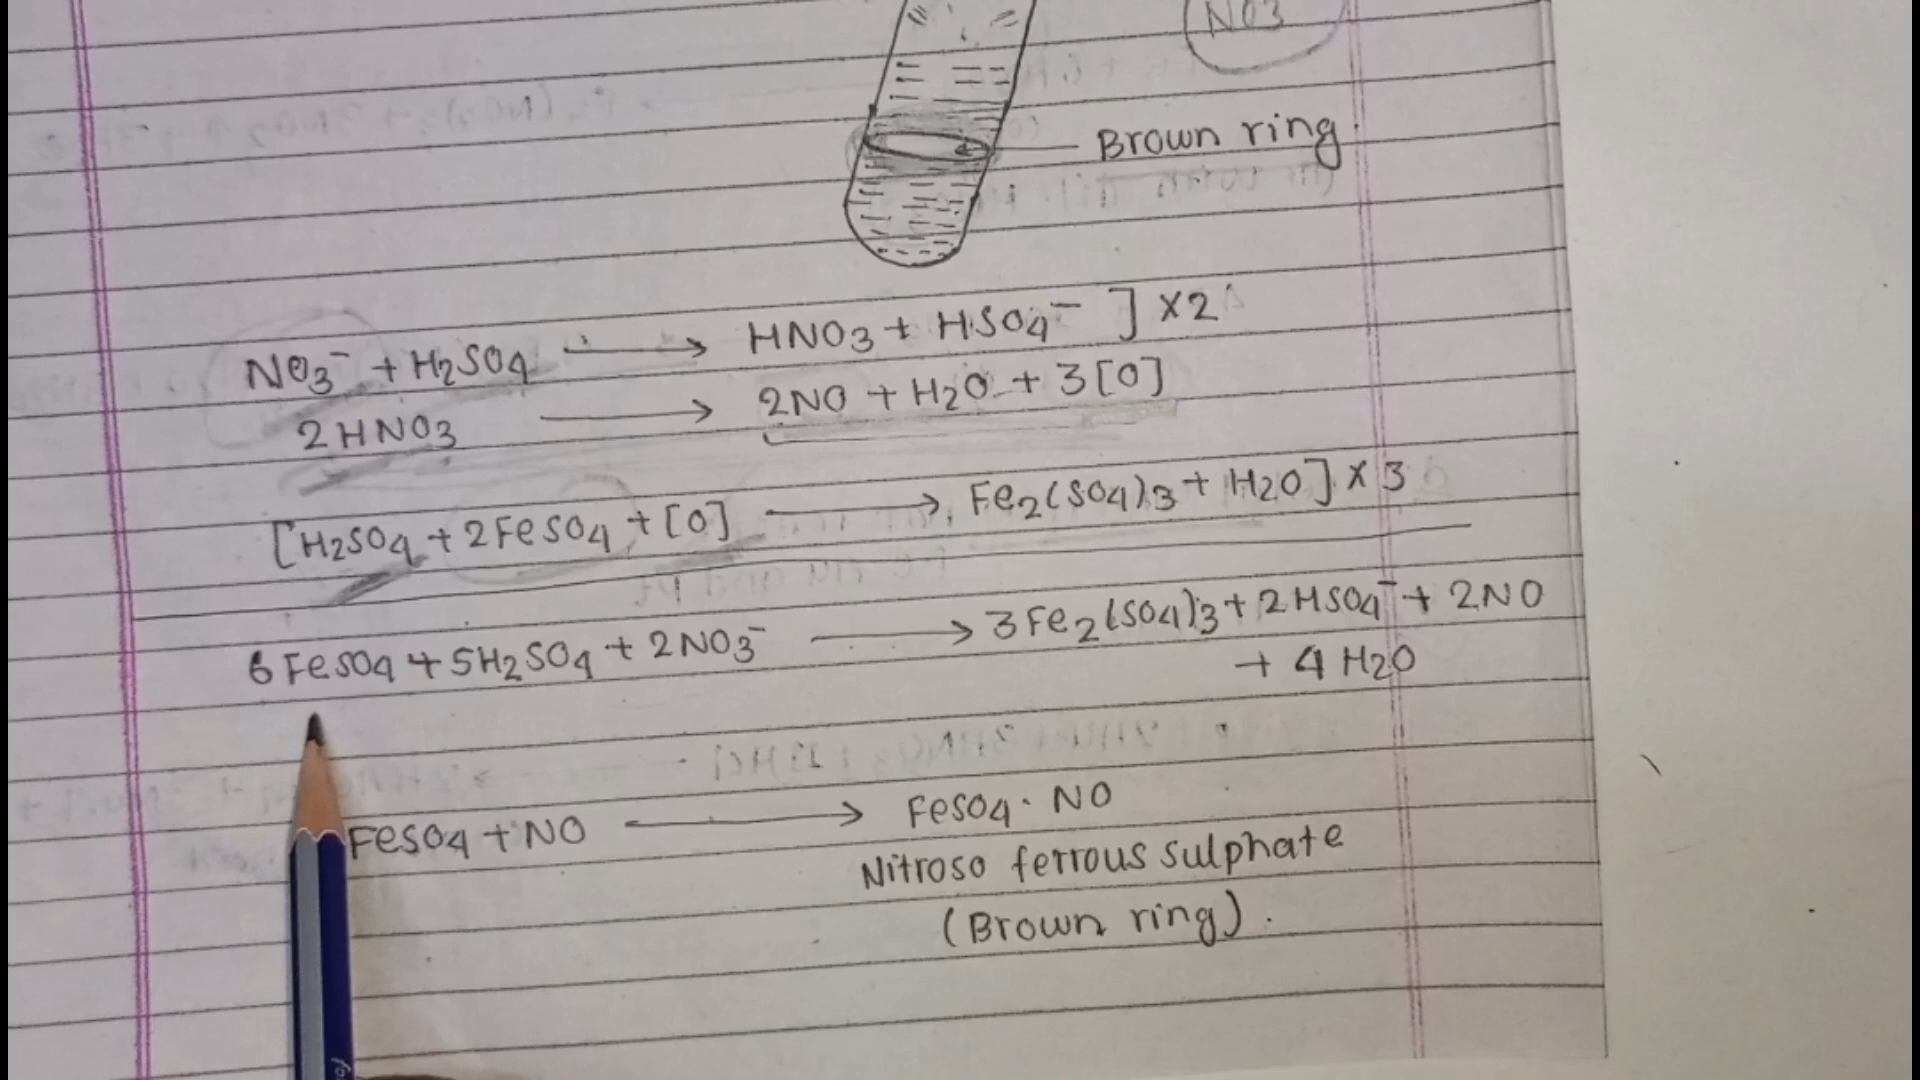 NO3
Brown ring
NO3⁻ + H2SO4 ⟶ HNO3 + HSO4⁻ ] ×2
2HNO3 ⟶ 2NO + H2O + 3[O]
[H2SO4 + 2FeSO4 + [O] ⟶ Fe2(SO4)3 + H2O] × 3
6FeSO4 + 5H2SO4 + 2NO3⁻ ⟶ 3Fe2(SO4)3 + 2HSO4⁻ + 2NO
+ 4H2O
FeSO4 + NO ⟶ FeSO4 · NO
Nitroso ferrous sulphate
(Brown ring).